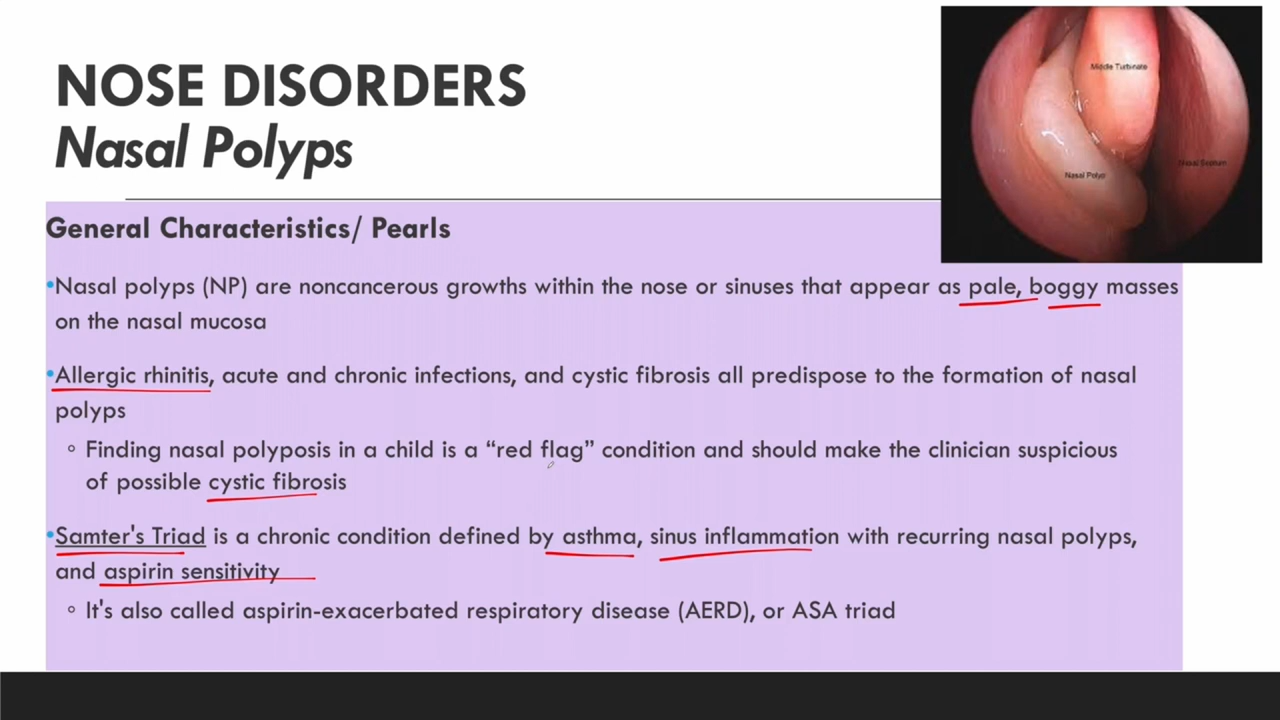 NOSE DISORDERS
Nasal Polyps
Middle Turbinate
Nasal Septum
Nasal Polyp
General Characteristics/ Pearls
•Nasal polyps (NP) are noncancerous growths within the nose or sinuses that appear as pale, boggy masses
on the nasal mucosa
•Allergic rhinitis, acute and chronic infections, and cystic fibrosis all predispose to the formation of nasal
polyps
◦ Finding nasal polyposis in a child is a “red flag” condition and should make the clinician suspicious
of possible cystic fibrosis
•Samter's Triad is a chronic condition defined by asthma, sinus inflammation with recurring nasal polyps,
and aspirin sensitivity
◦ It's also called aspirin-exacerbated respiratory disease (AERD), or ASA triad